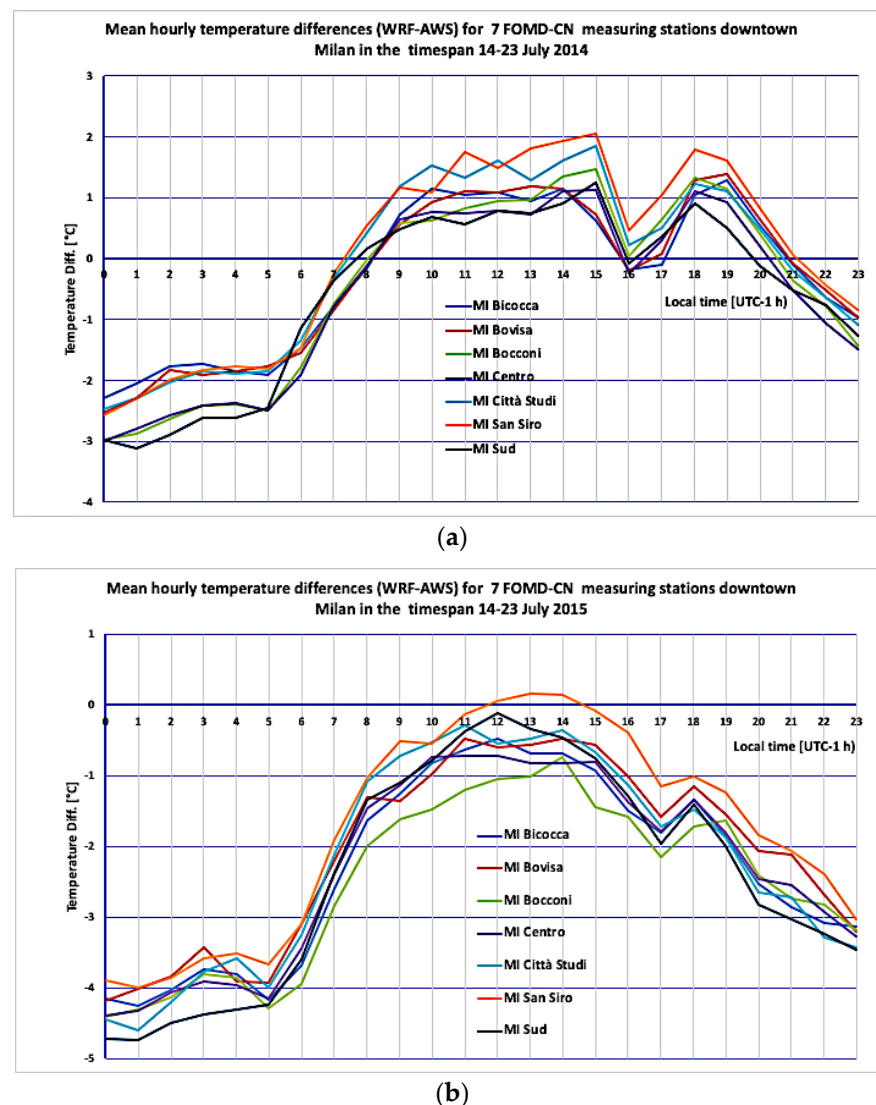 Mean hourly temperature differences (WRF-AWS) for 7 FOMD-CN measuring stations downtown
Milan in the timespan 14-23 July 2014
3
2
1
0
-1
-2
-3
-4
Temperature Diff. [°C]
0 1 2 3 4 5 6 7 8 9 10 11 12 13 14 15 16 17 18 19 20 21 22 23
Local time [UTC-1 h)
MI Bicocca
MI Bovisa
MI Bocconi
MI Centro
MI Città Studi
MI San Siro
MI Sud
(a)
Mean hourly temperature differences (WRF-AWS) for 7 FOMD-CN measuring stations downtown
Milan in the timespan 14-23 July 2015
1
0
-1
-2
-3
-4
-5
Temperature Diff. [°C]
0 1 2 3 4 5 6 7 8 9 10 11 12 13 14 15 16 17 18 19 20 21 22 23
Local time [UTC-1 h)
MI Bicocca
MI Bovisa
MI Bocconi
MI Centro
MI Città Studi
MI San Siro
MI Sud
(b)